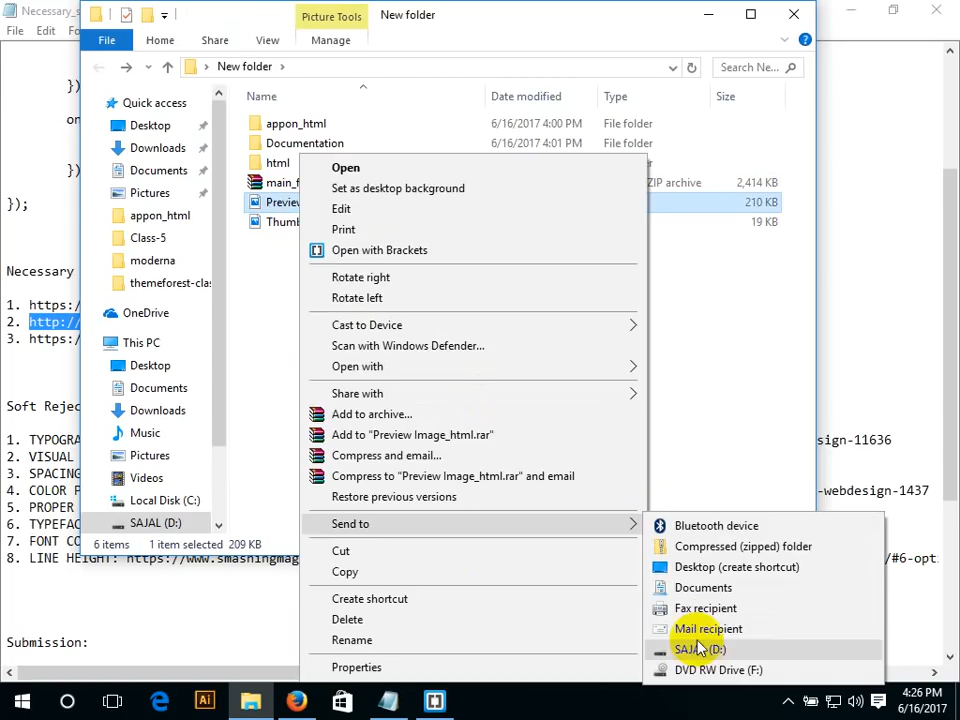 Necessary_s
File Edit Fo
Picture Tools
New folder
File Home Share View Manage
New folder
Search Ne...
Name Date modified Type Size
Quick access
Desktop
Downloads
Documents
Pictures
appon_html
Class-5
moderna
themeforest-clas
OneDrive
This PC
Desktop
Documents
Downloads
Music
Pictures
Videos
Local Disk (C:)
SAJAL (D:)
appon_html 6/16/2017 4:00 PM File folder
Documentation 6/16/2017 4:01 PM File folder
html
main_f ZIP archive 2,414 KB
Preview 210 KB
Thumb 19 KB
6 items 1 item selected 209 KB
Open
Set as desktop background
Edit
Print
Open with Brackets
Rotate right
Rotate left
Cast to Device
Scan with Windows Defender...
Open with
Share with
Add to archive...
Add to "Preview Image_html.rar"
Compress and email...
Compress to "Preview Image_html.rar" and email
Restore previous versions
Send to
Cut
Copy
Create shortcut
Delete
Rename
Properties
Bluetooth device
Compressed (zipped) folder
Desktop (create shortcut)
Documents
Fax recipient
Mail recipient
SAJAL (D:)
DVD RW Drive (F:)
})
on
})
});
Necessary
1. https:/
2. http://
3. https:/
Soft Rejec
1. TYPOGRA sign-11636
2. VISUAL
3. SPACING
4. COLOR P -webdesign-1437
5. PROPER
6. TYPEFAC
7. FONT CO
8. LINE HEIGHT: https://www.smashingmag /#6-opti
Submission:
4:26 PM
6/16/2017